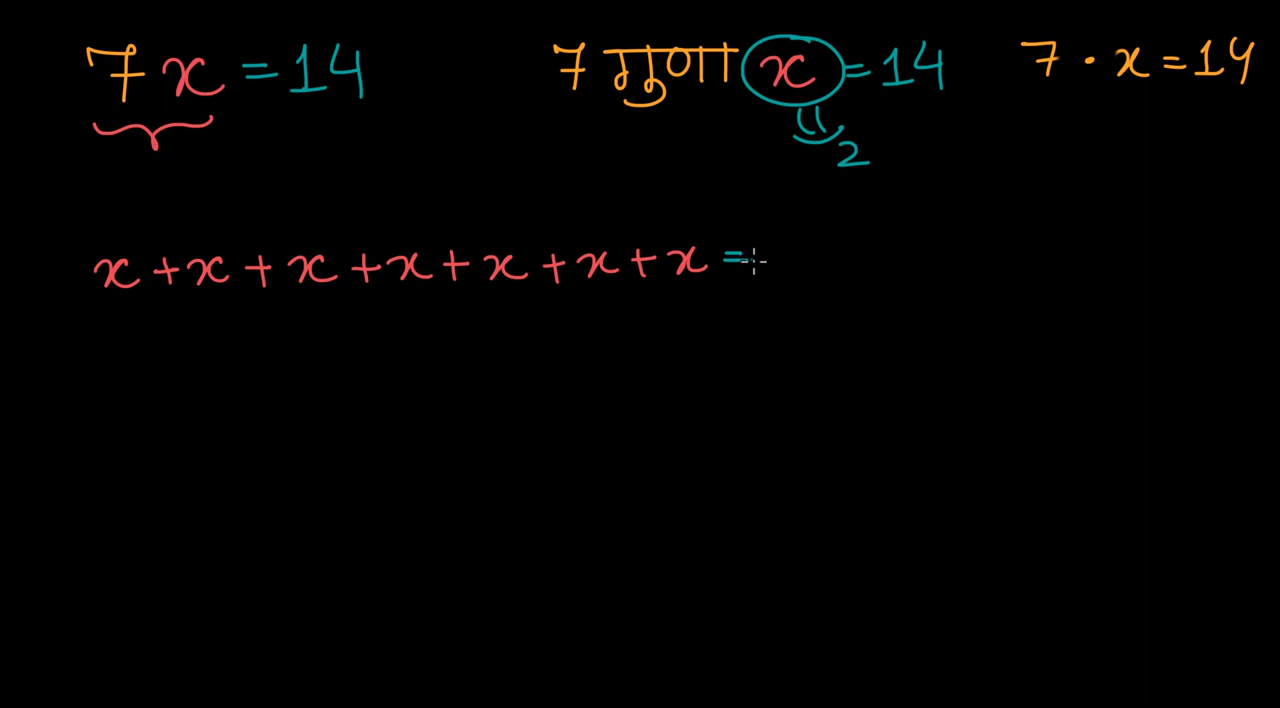 7x = 14 7 गुणा x = 14 7 · x = 14
2
x + x + x + x + x + x + x =